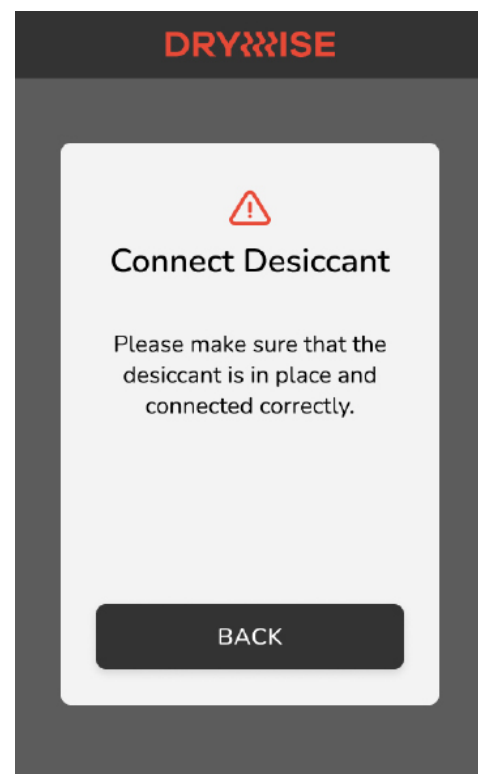 DRYWISE
Connect Desiccant
Please make sure that the
desiccant is in place and
connected correctly.
BACK